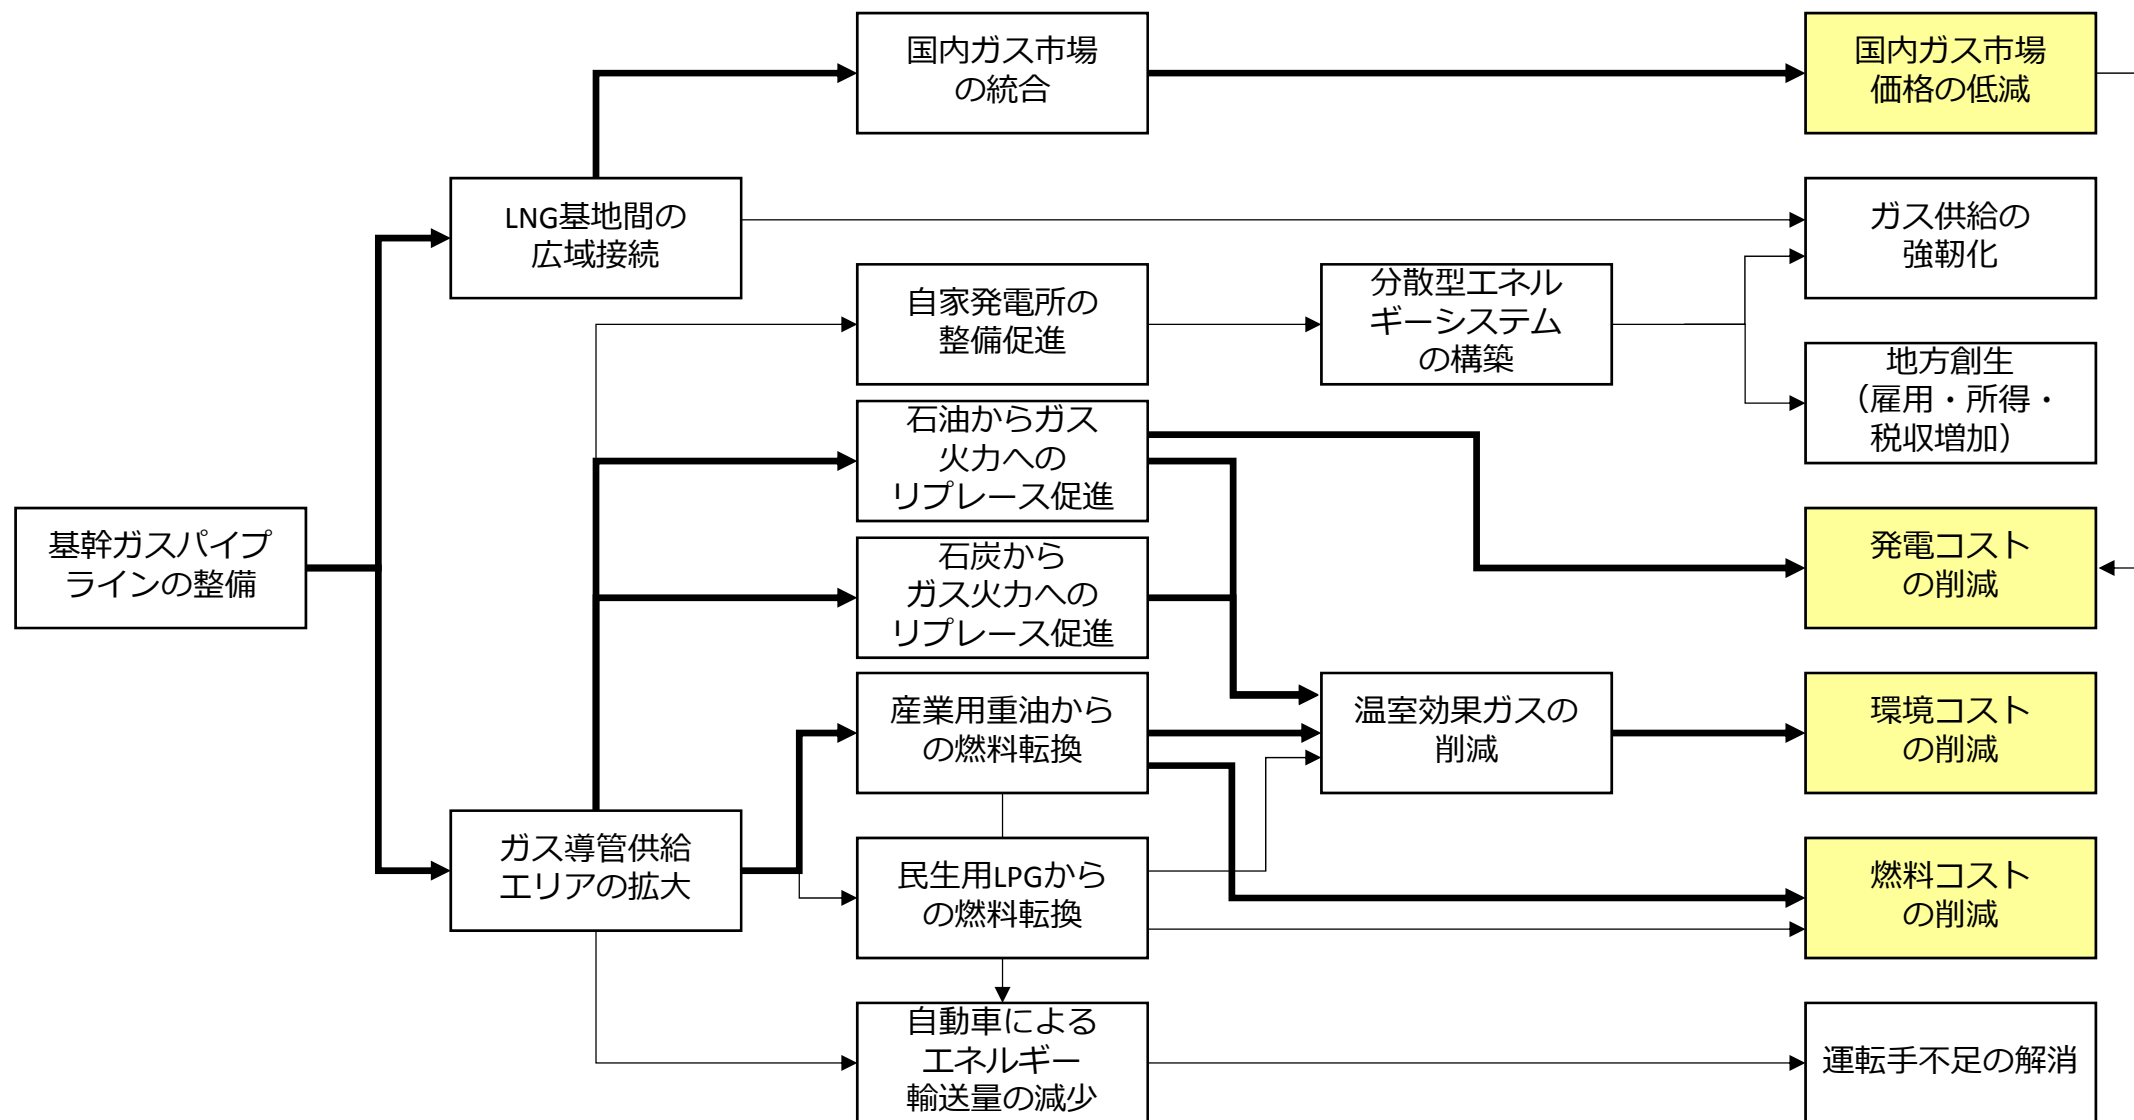 国内ガス市場
の統合
国内ガス市場
価格の低減
LNG基地間の
広域接続
ガス供給の
強靭化
自家発電所の
整備促進
分散型エネル
ギーシステム
の構築
地方創生
（雇用・所得・
税収増加）
石油からガス
火力への
リプレース促進
基幹ガスパイプ
ラインの整備
石炭から
ガス火力への
リプレース促進
発電コスト
の削減
産業用重油から
の燃料転換
温室効果ガスの
削減
環境コスト
の削減
ガス導管供給
エリアの拡大
民生用LPGから
の燃料転換
燃料コスト
の削減
自動車による
エネルギー
輸送量の減少
運転手不足の解消